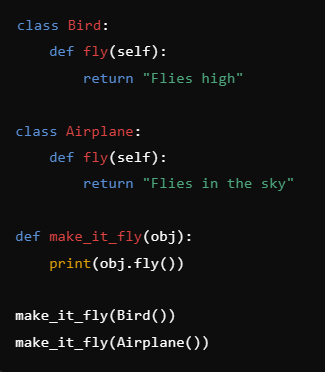 class Bird:
    def fly(self):
        return "Flies high"

class Airplane:
    def fly(self):
        return "Flies in the sky"

def make_it_fly(obj):
    print(obj.fly())

make_it_fly(Bird())
make_it_fly(Airplane())